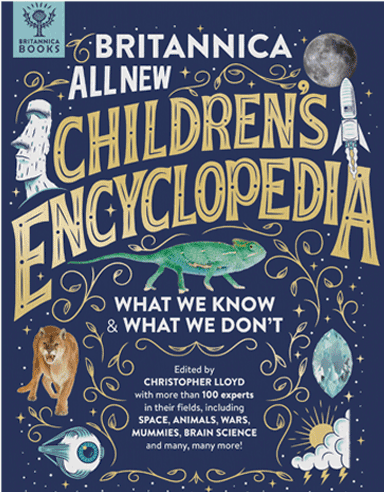 BRITANNICA
BOOKS
BRITANNICA
ALL NEW
CHILDREN'S
ENCYCLOPEDIA
WHAT WE KNOW
& WHAT WE DON'T
Edited by
CHRISTOPHER LLOYD
with more than 100 experts
in their fields, including
SPACE, ANIMALS, WARS,
MUMMIES, BRAIN SCIENCE
and many, many more!